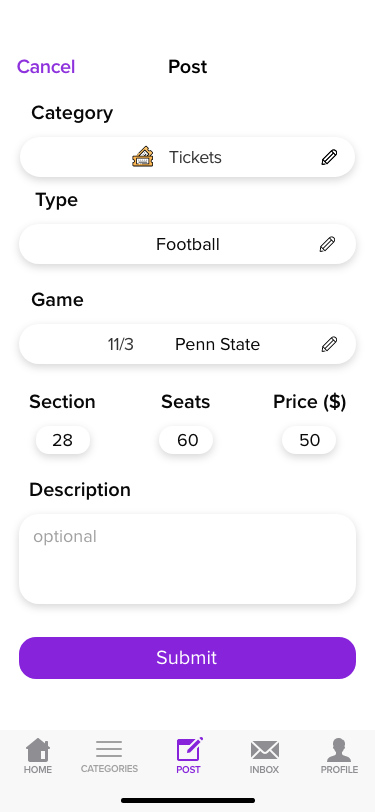 Cancel Post
Category
Tickets
Type
Football
Game
11/3 Penn State
Section Seats Price ($)
28 60 50
Description
optional
Submit
HOME CATEGORIES POST INBOX PROFILE